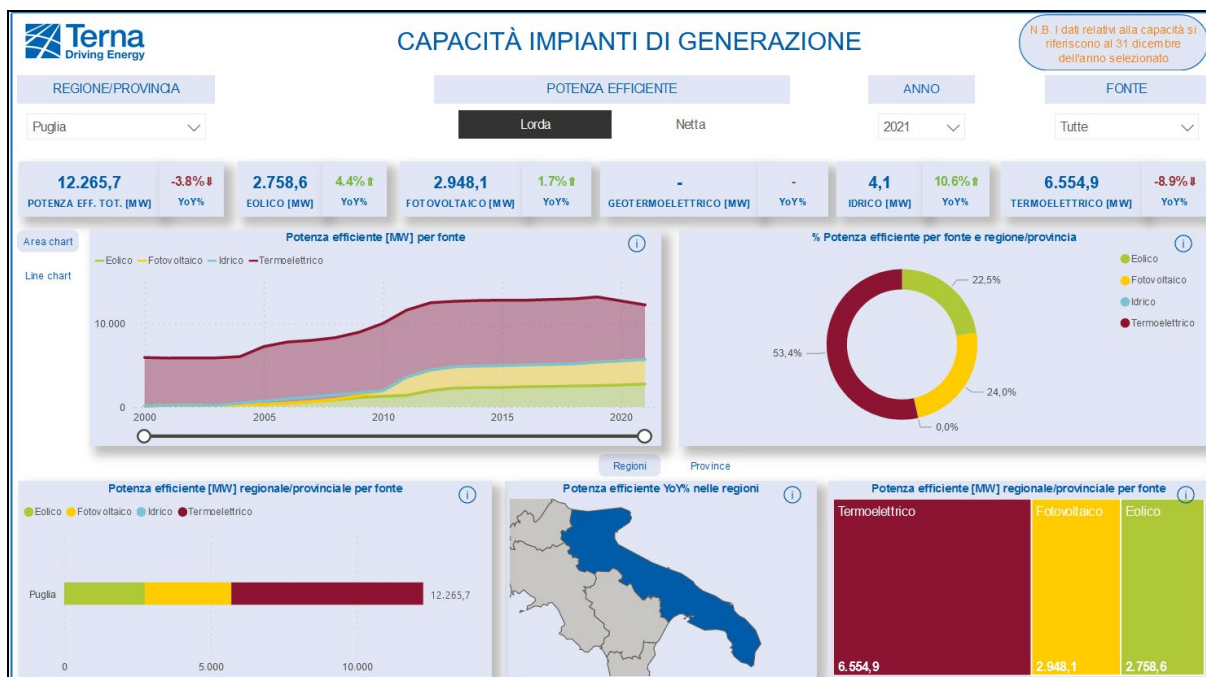 Terna
Driving Energy
CAPACITÀ IMPIANTI DI GENERAZIONE
N.B. I dati relativi alla capacità si
riferiscono al 31 dicembre
dell'anno selezionato
REGIONE/PROVINCIA
POTENZA EFFICIENTE
ANNO
FONTE
Puglia
Lorda
Netta
2021
Tutte
12.265,7
-3.8%
POTENZA EFF. TOT. [MW]
YoY%
2.758,6
4.4%
EOLICO [MW]
YoY%
2.948,1
1.7%
FOTOVOLTAICO [MW]
YoY%
-
-
GEOTERMOELETTRICO [MW]
YoY%
4,1
10.6%
IDRICO [MW]
YoY%
6.554,9
-8.9%
TERMOELETTRICO [MW]
YoY%
Area chart
Line chart
Potenza efficiente [MW] per fonte
Eolico Fotovoltaico Idrico Termoelettrico
10.000
0
2000 2005 2010 2015 2020
% Potenza efficiente per fonte e regione/provincia
22,5%
53,4%
24,0%
0,0%
Eolico
Fotovoltaico
Idrico
Termoelettrico
Regioni
Province
Potenza efficiente [MW] regionale/provinciale per fonte
Eolico Fotovoltaico Idrico Termoelettrico
Puglia
12.265,7
0 5.000 10.000
Potenza efficiente YoY% nelle regioni
Potenza efficiente [MW] regionale/provinciale per fonte
Termoelettrico
Fotovoltaico
Eolico
6.554,9
2.948,1
2.758,6